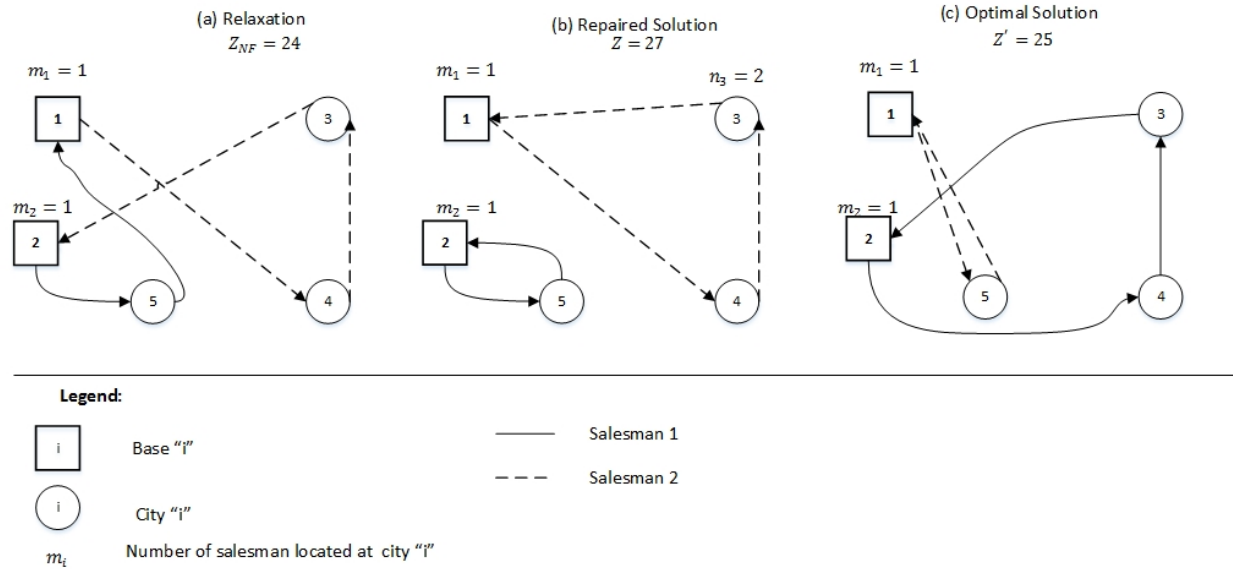 (a) Relaxation
Z_{NF} = 24
m_1 = 1
1
3
m_2 = 1
2
5
4
(b) Repaired Solution
Z = 27
m_1 = 1
n_3 = 2
1
3
m_2 = 1
2
5
4
(c) Optimal Solution
Z' = 25
m_1 = 1
1
3
m_2 = 1
2
5
4
Legend:
i
Base "i"
Salesman 1
Salesman 2
i
City "i"
m_i
Number of salesman located at city "i"